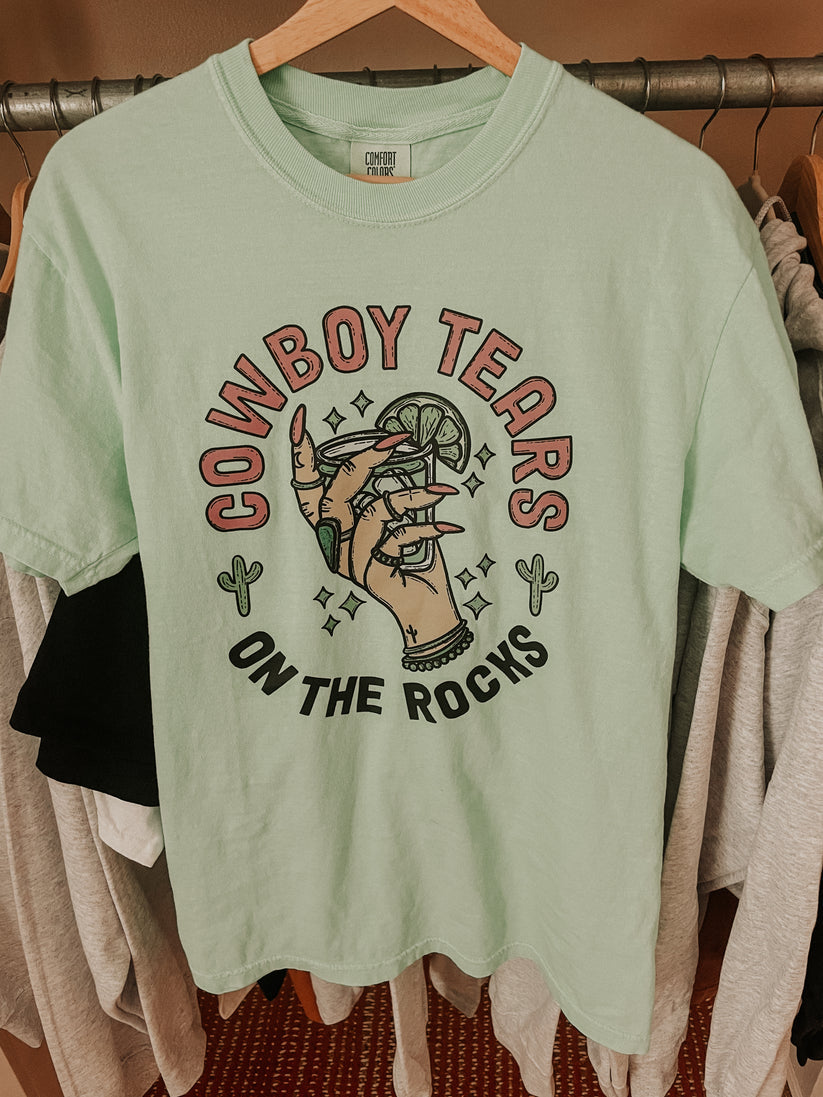 COMFORT
COLORS
COWBOY TEARS
ON THE ROCKS